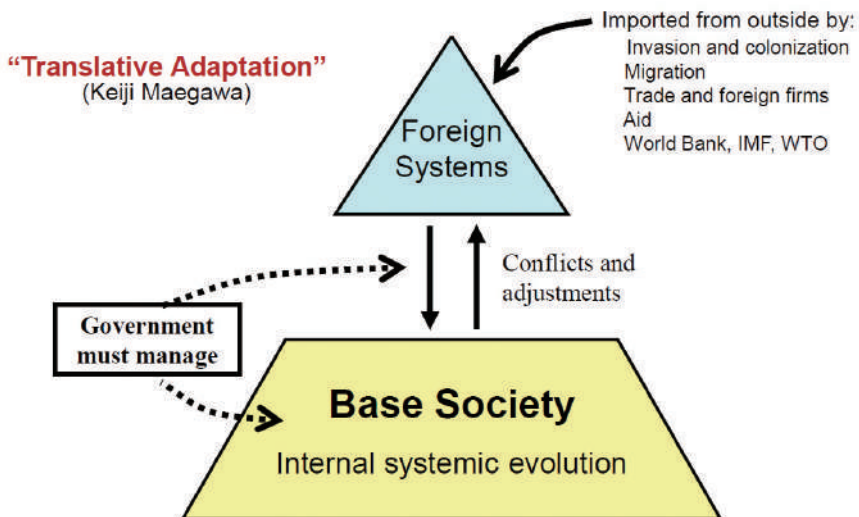 Imported from outside by:
Invasion and colonization
Migration
Trade and foreign firms
Aid
World Bank, IMF, WTO
“Translative Adaptation”
(Keiji Maegawa)
Foreign
Systems
Conflicts and
adjustments
Government
must manage
Base Society
Internal systemic evolution